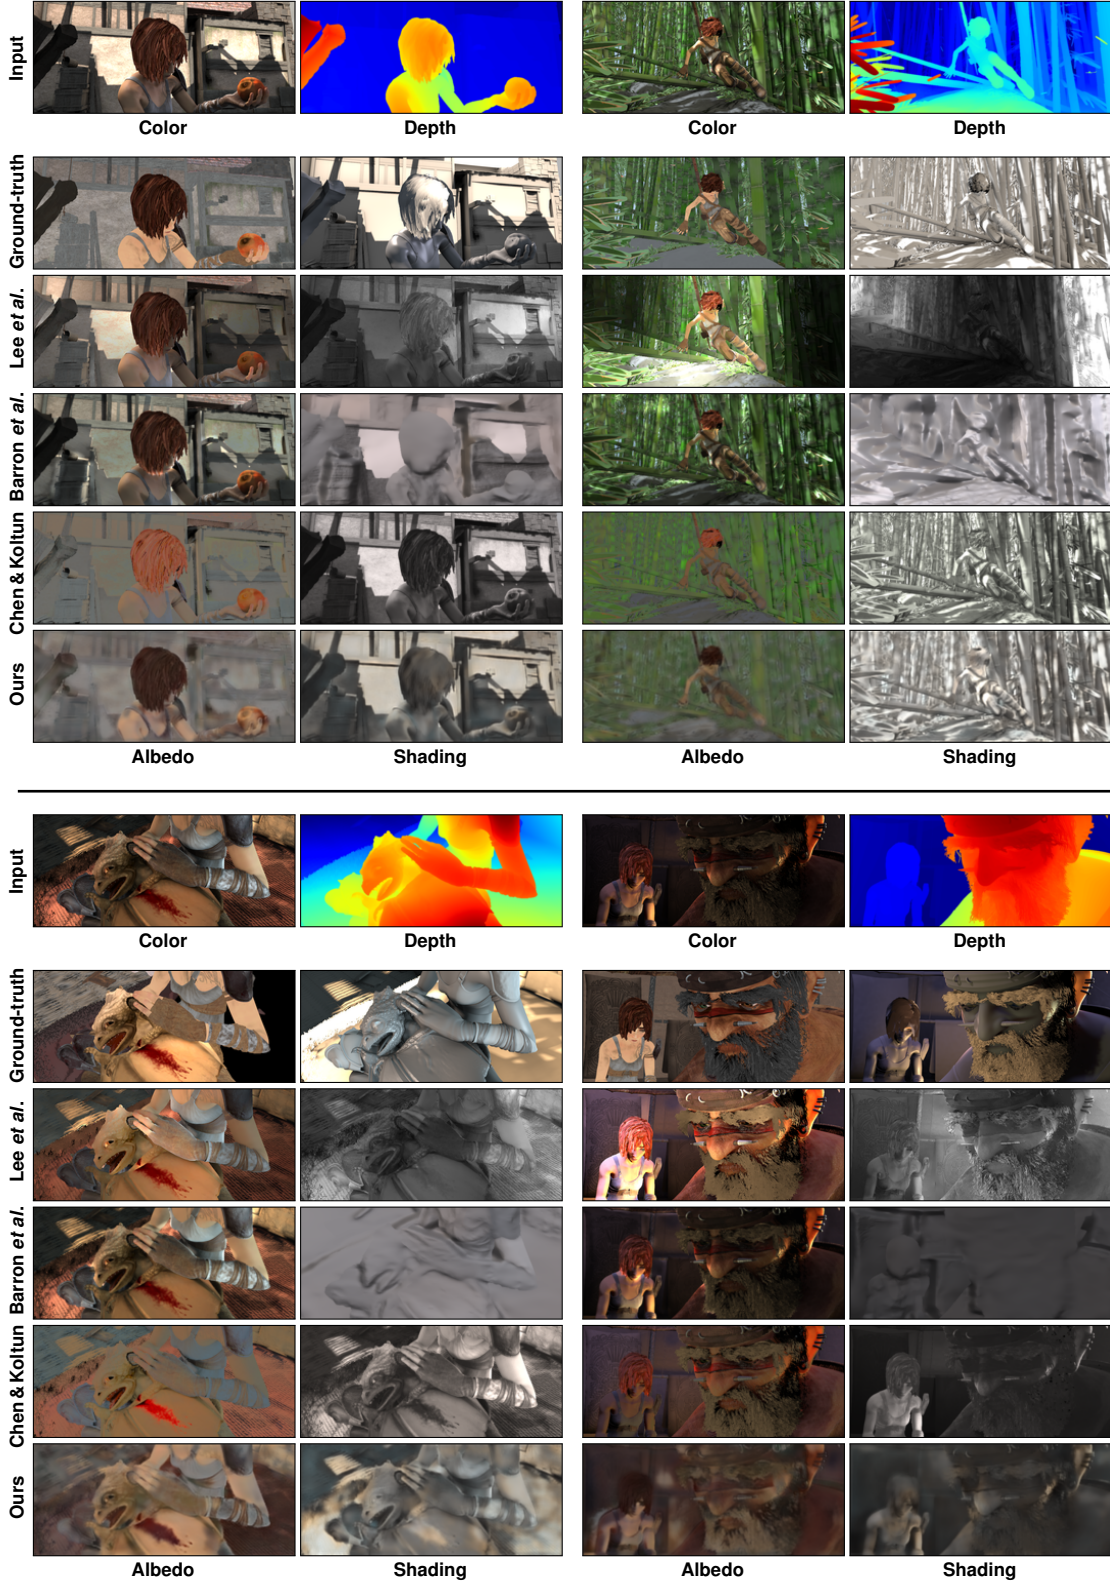 Input
Color Depth Color Depth
Ground-truth
Lee et al.
Barron et al.
Chen & Koltun
Ours
Albedo Shading Albedo Shading
Input
Color Depth Color Depth
Ground-truth
Lee et al.
Barron et al.
Chen & Koltun
Ours
Albedo Shading Albedo Shading